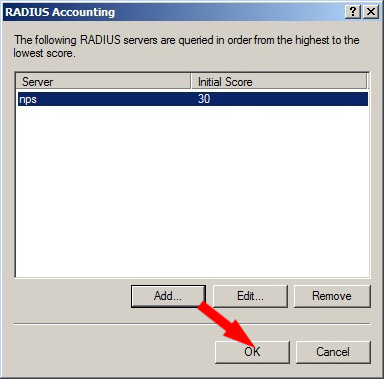 RADIUS Accounting
The following RADIUS servers are queried in order from the highest to the
lowest score.
Server Initial Score
nps 30
Add... Edit... Remove
OK Cancel